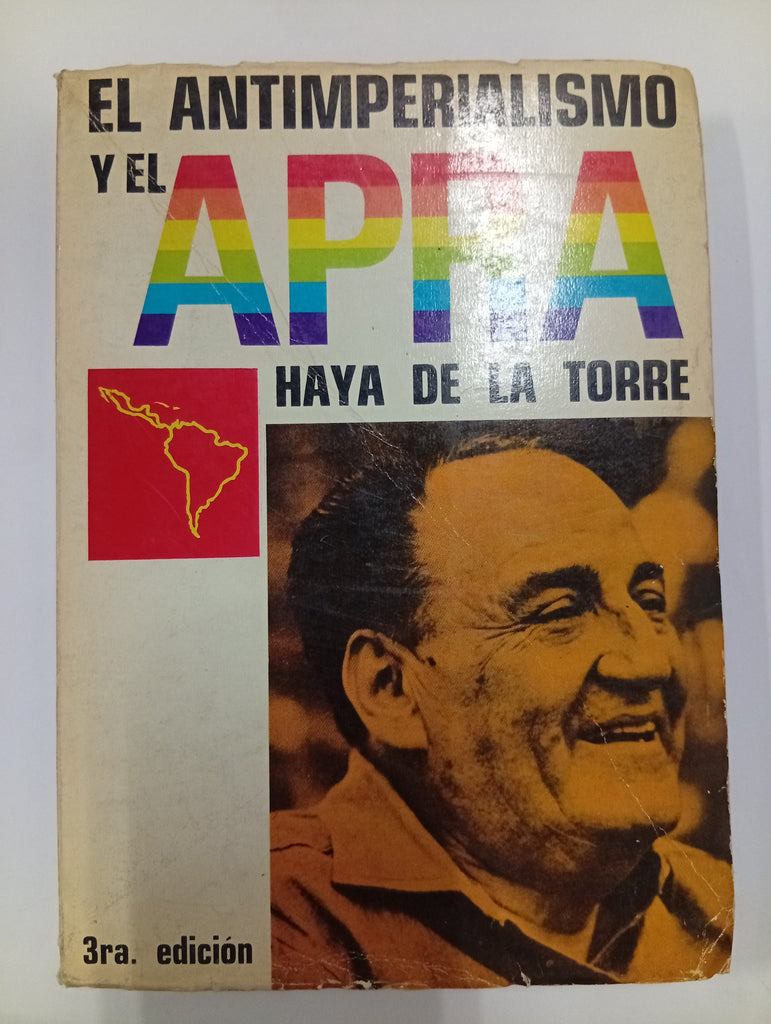 EL ANTIMPERIALISMO
Y EL APRA
HAYA DE LA TORRE
3ra. edición